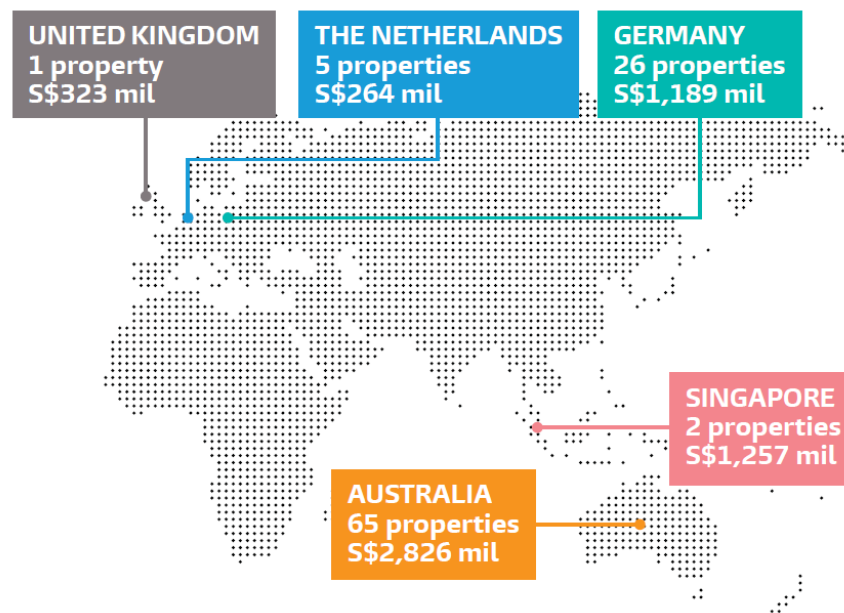 UNITED KINGDOM
1 property
S$323 mil
THE NETHERLANDS
5 properties
S$264 mil
GERMANY
26 properties
S$1,189 mil
SINGAPORE
2 properties
S$1,257 mil
AUSTRALIA
65 properties
S$2,826 mil